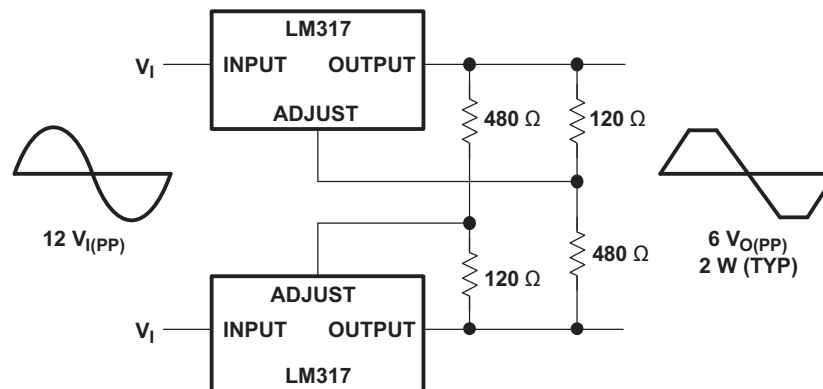 LM317
V_I
INPUT OUTPUT
ADJUST
480 Ω
120 Ω
12 V_I(PP)
6 V_O(PP)
2 W (TYP)
120 Ω
480 Ω
ADJUST
V_I
INPUT OUTPUT
LM317